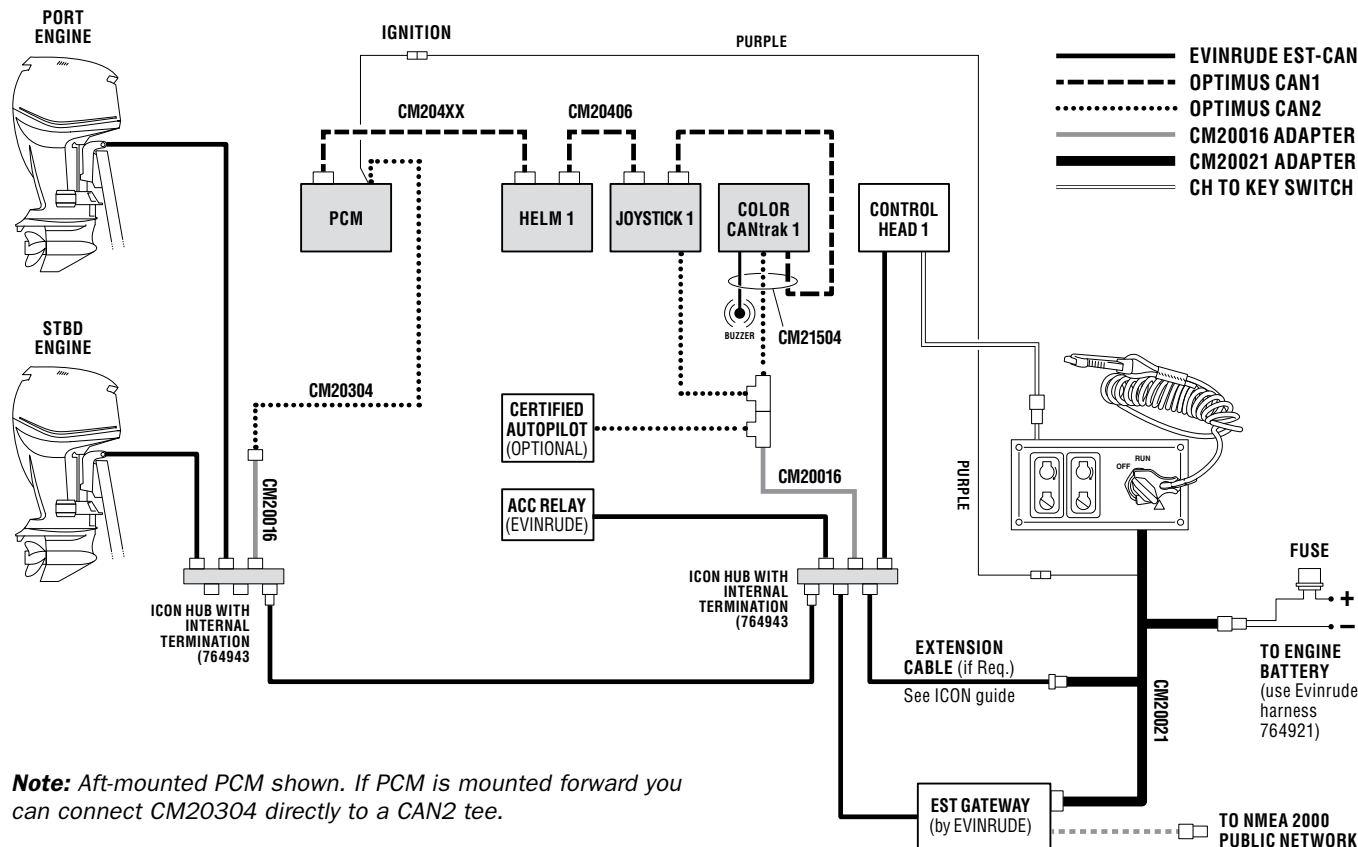 PORT
ENGINE
IGNITION
PURPLE
EVINRUDE EST-CAN
OPTIMUS CAN1
OPTIMUS CAN2
CM20016 ADAPTER
CM20021 ADAPTER
CH TO KEY SWITCH
CM204XX
CM20406
PCM
HELM 1
JOYSTICK 1
COLOR
CANtrak 1
CONTROL
HEAD 1
BUZZER
CM21504
STBD
ENGINE
CM20304
CERTIFIED
AUTOPILOT
(OPTIONAL)
CM20016
CM20016
ACC RELAY
(EVINRUDE)
PURPLE
OFF
RUN
FUSE
+
–
ICON HUB WITH
INTERNAL
TERMINATION
(764943
ICON HUB WITH
INTERNAL
TERMINATION
(764943
EXTENSION
CABLE (if Req.)
See ICON guide
CM20021
TO ENGINE
BATTERY
(use Evinrude
harness
764921)
Note: Aft-mounted PCM shown. If PCM is mounted forward you
can connect CM20304 directly to a CAN2 tee.
EST GATEWAY
(by EVINRUDE)
TO NMEA 2000
PUBLIC NETWORK